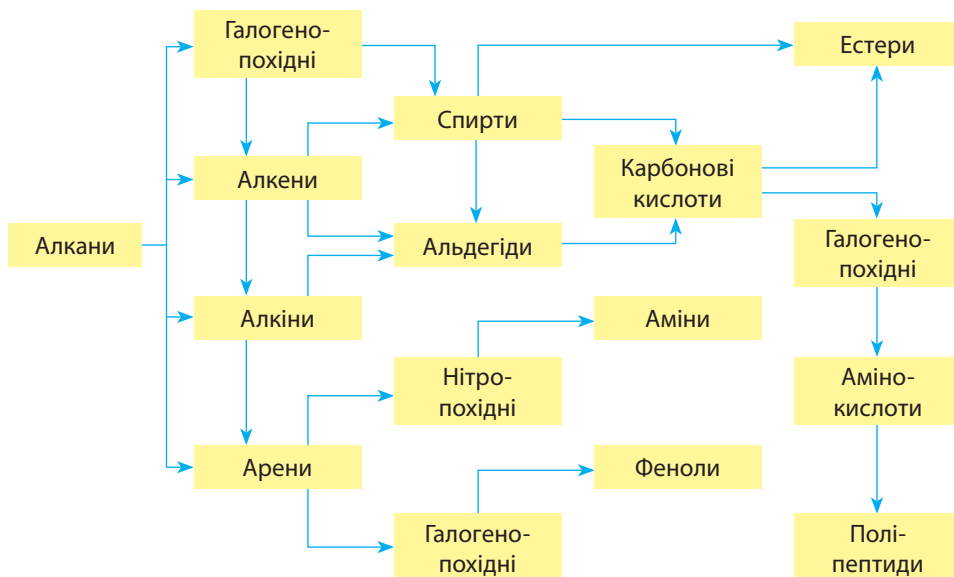 Галогено-
похідні
Естери
Спирти
Алкени
Карбонові
кислоти
Алкани
Альдегіди
Галогено-
похідні
Алкіни
Аміни
Нітро-
похідні
Аміно-
кислоти
Арени
Феноли
Галогено-
похідні
Полі-
пептиди